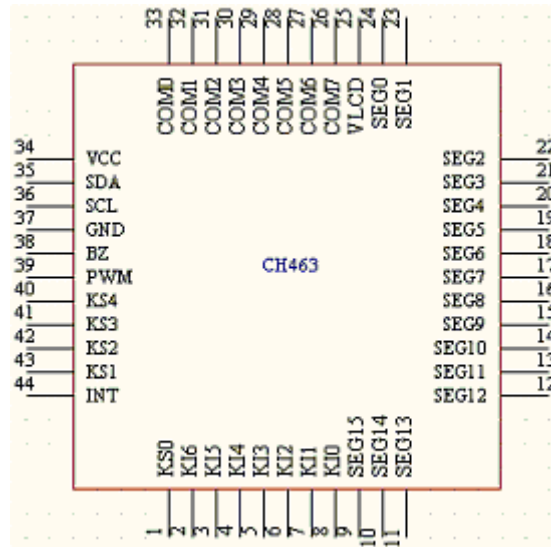 33 32 31 30 29 28 27 26 25 24 23
COM0 COM1 COM2 COM3 COM4 COM5 COM6 COM7 VLCD SEG0 SEG1
34 VCC SEG2 22
35 SDA SEG3 21
36 SCL SEG4 20
37 GND SEG5 19
38 BZ SEG6 18
39 PWM CH463 SEG7 17
40 KS4 SEG8 16
41 KS3 SEG9 15
42 KS2 SEG10 14
43 KS1 SEG11 13
44 INT SEG12 12
KS0 KI6 KI5 KI4 KI3 KI2 KI1 KI0 SEG15 SEG14 SEG13
1 2 3 4 5 6 7 8 9 10 11